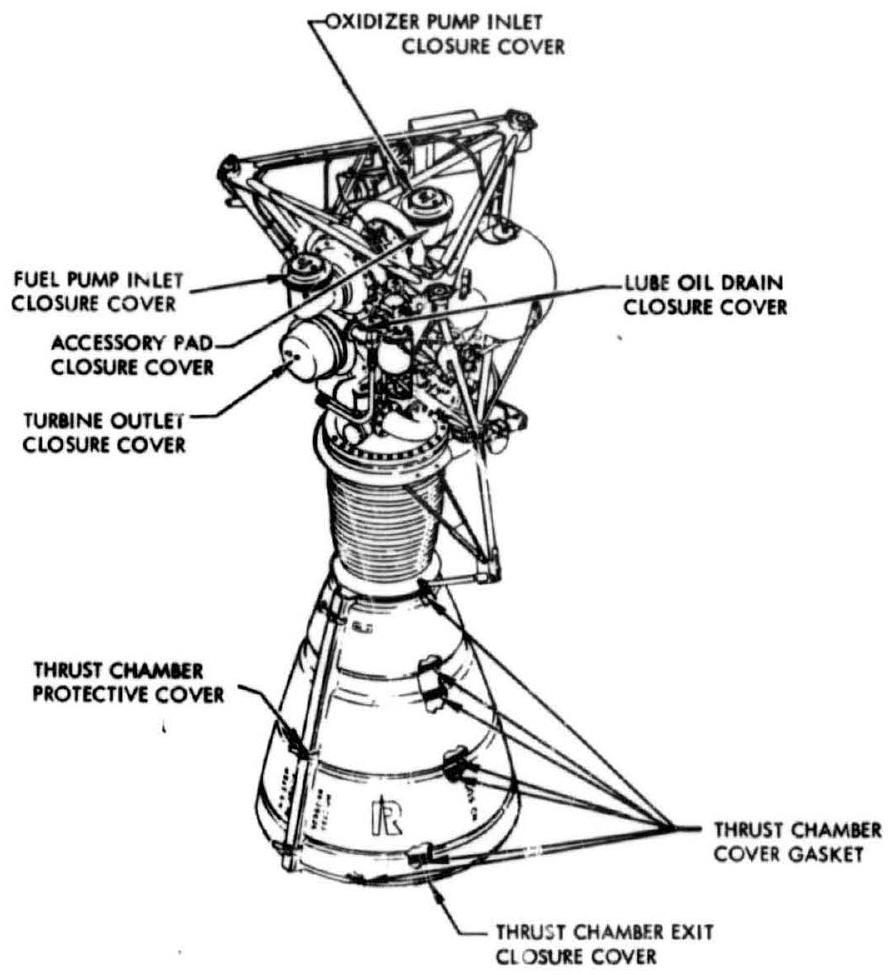 OXIDIZER PUMP INLET
CLOSURE COVER
FUEL PUMP INLET
CLOSURE COVER
LUBE OIL DRAIN
CLOSURE COVER
ACCESSORY PAD
CLOSURE COVER
TURBINE OUTLET
CLOSURE COVER
THRUST CHAMBER
PROTECTIVE COVER
R
THRUST CHAMBER
COVER GASKET
THRUST CHAMBER EXIT
CLOSURE COVER